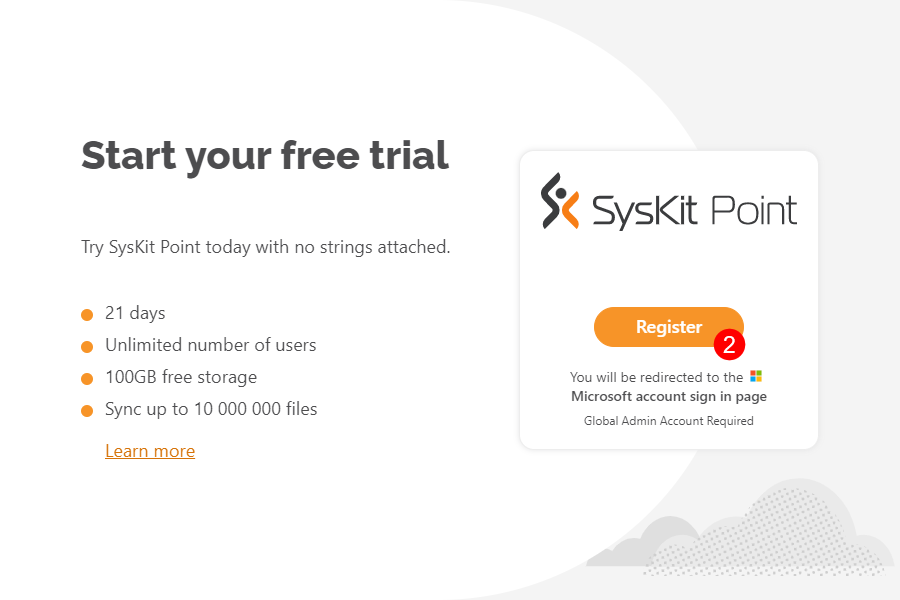 Start your free trial
Try SysKit Point today with no strings attached.
21 days
Unlimited number of users
100GB free storage
Sync up to 10 000 000 files
Learn more
SysKit Point
Register
2
You will be redirected to the
Microsoft account sign in page
Global Admin Account Required